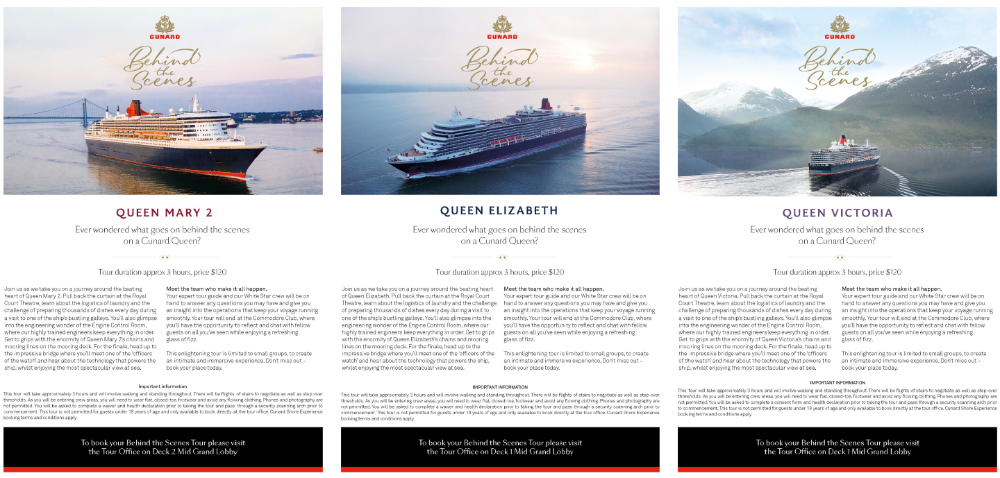 CUNARD
Behind
the
Scenes
QUEEN MARY 2
Ever wondered what goes on behind the scenes
on a Cunard Queen?
Tour duration approx 3 hours, price $120
Join us as we take you on a journey around the beating
heart of Queen Mary 2. Pull back the curtain at the Royal
Court Theatre, learn about the logistics of laundry and the
challenge of preparing thousands of dishes every day during
a visit to one of the ship's bustling galleys. You'll also glimpse
into the engineering wonder of the Engine Control Room,
where our highly trained engineers keep everything in order.
Get to grips with the enormity of Queen Mary 2's chains and
mooring lines on the mooring deck. For the finale, head up to
the impressive bridge where you'll meet one of the 'officers
of the watch' and hear about the technology that powers the
ship, whilst enjoying the most spectacular view at sea.
Meet the team who make it all happen.
Your expert tour guide and our White Star crew will be on
hand to answer any questions you may have and give you
an insight into the operations that keep your voyage running
smoothly. Your tour will end at the Commodore Club, where
you'll have the opportunity to reflect and chat with fellow
guests on all you've seen while enjoying a refreshing
glass of fizz.
This enlightening tour is limited to small groups, to create
an intimate and immersive experience. Don't miss out –
book your place today.
Important information
This tour will take approximately 3 hours and will involve walking and standing throughout. There will be flights of stairs to negotiate as well as step-over
thresholds. As you will be entering crew areas, you will need to wear flat, closed-toe, footwear and avoid any flowing clothing. Phones and photography are
not permitted. You will be asked to complete a waiver and health declaration prior to taking the tour and pass through a security scanning arch prior to
commencement. This tour is not permitted for guests under 18 years of age and only available to book directly at the tour office. Cunard Shore Experience
booking terms and conditions apply.
To book your Behind the Scenes Tour please visit
the Tour Office on Deck 2 Mid Grand Lobby
CUNARD
Behind
the
Scenes
QUEEN ELIZABETH
Ever wondered what goes on behind the scenes
on a Cunard Queen?
Tour duration approx 3 hours, price $120
Join us as we take you on a journey around the beating heart
of Queen Elizabeth. Pull back the curtain at the Royal Court
Theatre, learn about the logistics of laundry and the challenge
of preparing thousands of dishes every day during a visit to
one of the ship's bustling galleys. You'll also glimpse into the
engineering wonder of the Engine Control Room, where our
highly trained engineers keep everything in order. Get to grips
with the enormity of Queen Elizabeth's chains and mooring
lines on the mooring deck. For the finale, head up to the
impressive bridge where you'll meet one of the 'officers of the
watch' and hear about the technology that powers the ship,
whilst enjoying the most spectacular view at sea.
Meet the team who make it all happen.
Your expert tour guide and our White Star crew will be on
hand to answer any questions you may have and give you
an insight into the operations that keep your voyage running
smoothly. Your tour will end at the Commodore Club, where
you'll have the opportunity to reflect and chat with fellow
guests on all you've seen while enjoying a refreshing
glass of fizz.
This enlightening tour is limited to small groups, to create
an intimate and immersive experience. Don't miss out –
book your place today.
IMPORTANT INFORMATION
This tour will take approximately 3 hours and will involve walking and standing throughout. There will be flights of stairs to negotiate as well as step-over
thresholds. As you will be entering crew areas, you will need to wear flat, closed-toe, footwear and avoid any flowing clothing. Phones and photography are
not permitted. You will be asked to complete a waiver and health declaration prior to taking the tour and pass through a security scanning arch prior to
commencement. This tour is not permitted for guests under 18 years of age and only available to book directly at the tour office. Cunard Shore Experience
booking terms and conditions apply.
To book your Behind the Scenes Tour please visit
the Tour Office on Deck 1 Mid Grand Lobby
CUNARD
Behind
the
Scenes
QUEEN VICTORIA
Ever wondered what goes on behind the scenes
on a Cunard Queen?
Tour duration approx 3 hours, price $120
Join us as we take you on a journey around the beating
heart of Queen Victoria. Pull back the curtain at the Royal
Court Theatre, learn about the logistics of laundry and the
challenge of preparing thousands of dishes every day during
a visit to one of the ship's bustling galleys. You'll also glimpse
into the engineering wonder of the Engine Control Room,
where our highly trained engineers keep everything in order.
Get to grips with the enormity of Queen Victoria's chains and
mooring lines on the mooring deck. For the finale, head up to
the impressive bridge where you'll meet one of the 'officers
of the watch' and hear about the technology that powers the
ship, whilst enjoying the most spectacular view at sea.
Meet the team who make it all happen.
Your expert tour guide and our White Star crew will be on
hand to answer any questions you may have and give you
an insight into the operations that keep your voyage running
smoothly. Your tour will end at the Commodore Club, where
you'll have the opportunity to reflect and chat with fellow
guests on all you've seen while enjoying a refreshing
glass of fizz.
This enlightening tour is limited to small groups, to create
an intimate and immersive experience. Don't miss out –
book your place today.
IMPORTANT INFORMATION
This tour will take approximately 3 hours and will involve walking and standing throughout. There will be flights of stairs to negotiate as well as step-over
thresholds. As you will be entering crew areas, you will need to wear flat, closed-toe, footwear and avoid any flowing clothing. Phones and photography are
not permitted. You will be asked to complete a consent form and health declaration prior to taking the tour and pass through a security scanning arch prior
to commencement. This tour is not permitted for guests under 18 years of age and only available to book directly at the tour office. Cunard Shore Experience
booking terms and conditions apply.
To book your Behind the Scenes Tour please visit
the Tour Office on Deck 1 Mid Grand Lobby